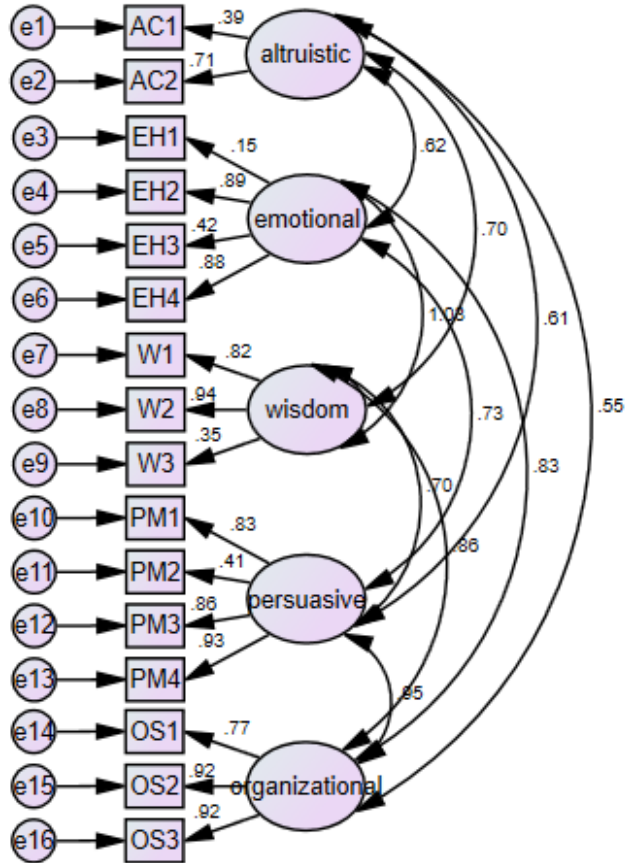 e1 AC1 .39 altruistic
e2 AC2 .71
e3 EH1 .15 .62
e4 EH2 .89 emotional
e5 EH3 .42 .70
e6 EH4 .88
1.03 .61
e7 W1 .82
e8 W2 .94 wisdom .73 .55
e9 W3 .35 .70 .83
e10 PM1 .83 .86
e11 PM2 .41
e12 PM3 .86 persuasive
e13 PM4 .93
e14 OS1 .77 .95
e15 OS2 .92 organizational
e16 OS3 .92